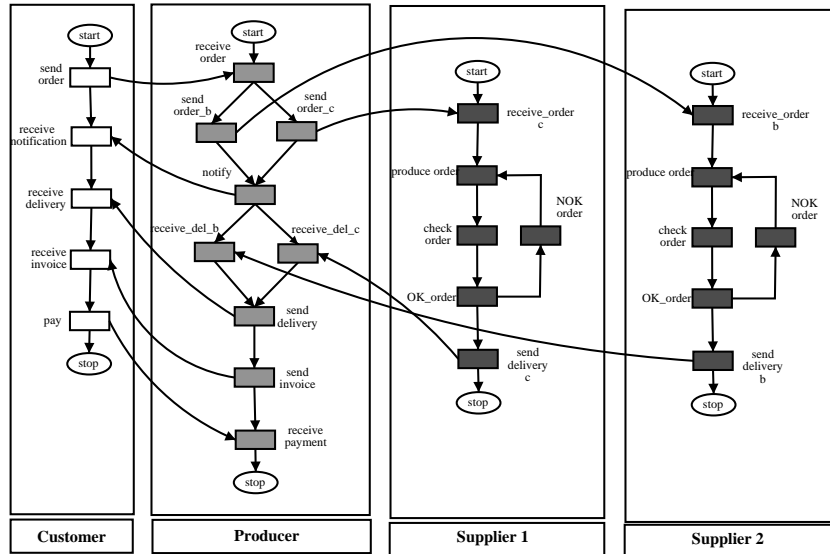 start
send
order
receive
notification
receive
delivery
receive
invoice
pay
stop
Customer
start
receive
order
send
order_b
send
order_c
notify
receive_del_b
receive_del_c
send
delivery
send
invoice
receive
payment
stop
Producer
start
receive_order
c
produce order
NOK
order
check
order
OK_order
send
delivery
c
stop
Supplier 1
start
receive_order
b
produce order
NOK
order
check
order
OK_order
send
delivery
b
stop
Supplier 2